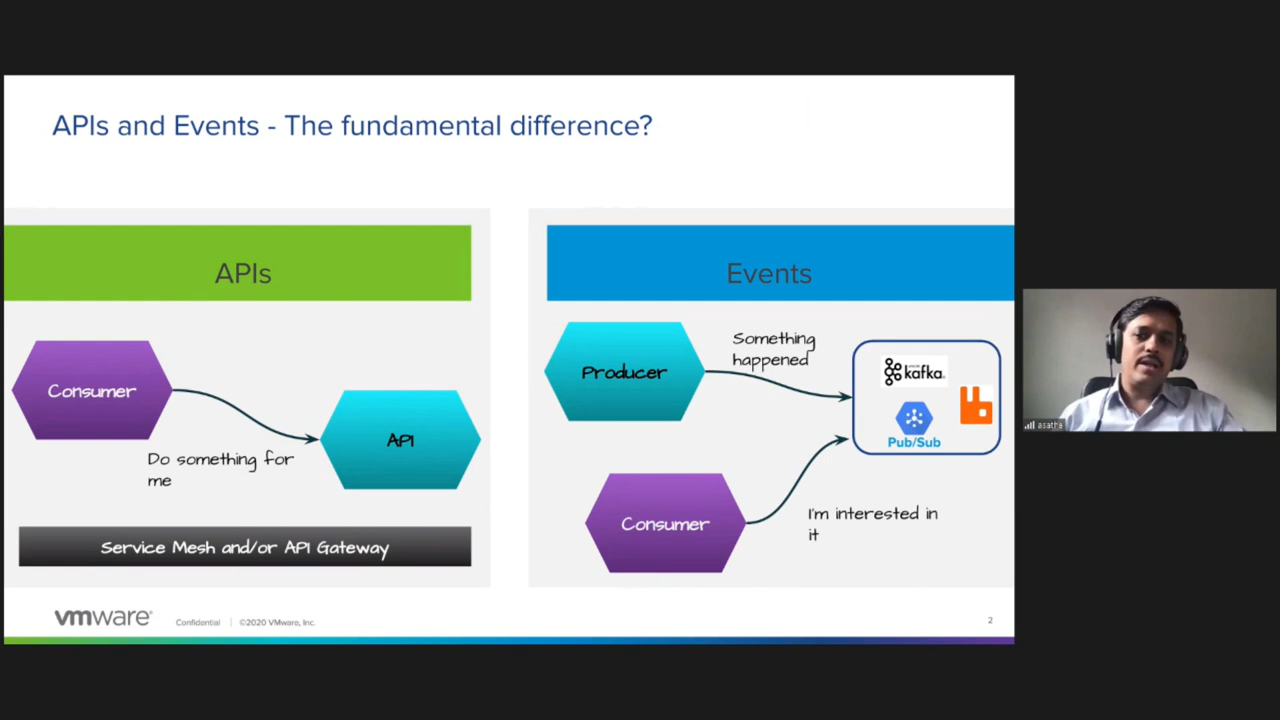 APIs and Events - The fundamental difference?
APIs
Consumer
API
Do something for
me
Service Mesh and/or API Gateway
Events
Producer
Something
happened
kafka
Pub/Sub
Consumer
I'm interested in
it
vmware
Confidential
©2020 VMware, Inc.
2